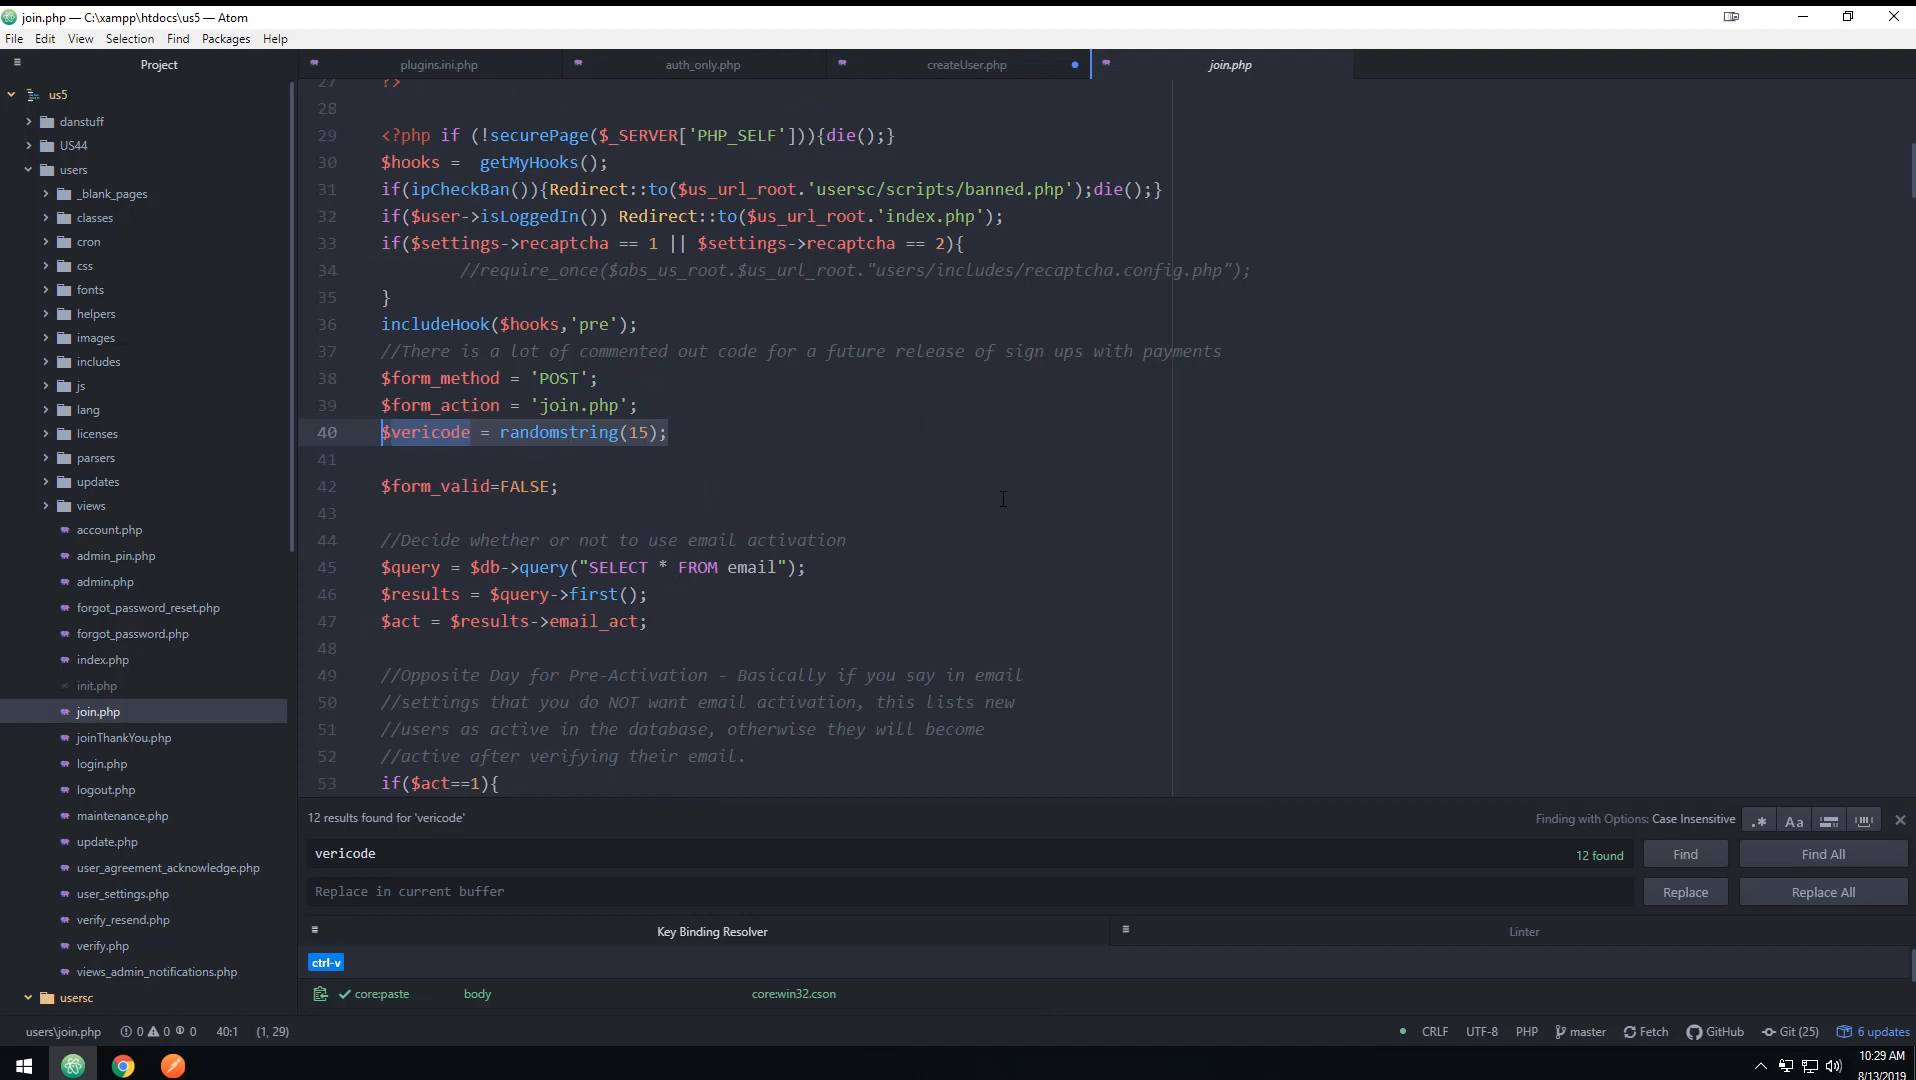 join.php — C:\xampp\htdocs\us5 — Atom
File Edit View Selection Find Packages Help
Project
plugins.ini.php
auth_only.php
createUser.php
join.php
us5
danstuff
US44
users
_blank_pages
classes
cron
css
fonts
helpers
images
includes
js
lang
licenses
parsers
updates
views
account.php
admin_pin.php
admin.php
forgot_password_reset.php
forgot_password.php
index.php
init.php
join.php
joinThankYou.php
login.php
logout.php
maintenance.php
update.php
user_agreement_acknowledge.php
user_settings.php
verify_resend.php
verify.php
views_admin_notifications.php
usersc
27 ?>
28
29 <?php if (!securePage($_SERVER['PHP_SELF'])){die();}
30 $hooks =  getMyHooks();
31 if(ipCheckBan()){Redirect::to($us_url_root.'usersc/scripts/banned.php');die();}
32 if($user->isLoggedIn()) Redirect::to($us_url_root.'index.php');
33 if($settings->recaptcha == 1 || $settings->recaptcha == 2){
34         //require_once($abs_us_root.$us_url_root."users/includes/recaptcha.config.php");
35 }
36 includeHook($hooks,'pre');
37 //There is a lot of commented out code for a future release of sign ups with payments
38 $form_method = 'POST';
39 $form_action = 'join.php';
40 $vericode = randomstring(15);
41
42 $form_valid=FALSE;
43
44 //Decide whether or not to use email activation
45 $query = $db->query("SELECT * FROM email");
46 $results = $query->first();
47 $act = $results->email_act;
48
49 //Opposite Day for Pre-Activation - Basically if you say in email
50 //settings that you do NOT want email activation, this lists new
51 //users as active in the database, otherwise they will become
52 //active after verifying their email.
53 if($act==1){
12 results found for 'vericode'
Finding with Options: Case Insensitive
.* Aa
vericode
12 found
Find
Find All
Replace in current buffer
Replace
Replace All
Key Binding Resolver
Linter
ctrl-v
core:paste body core:win32.cson
users\join.php 0 0 0 40:1 (1, 29)
CRLF UTF-8 PHP master Fetch GitHub Git (25) 6 updates
10:29 AM
8/13/2019